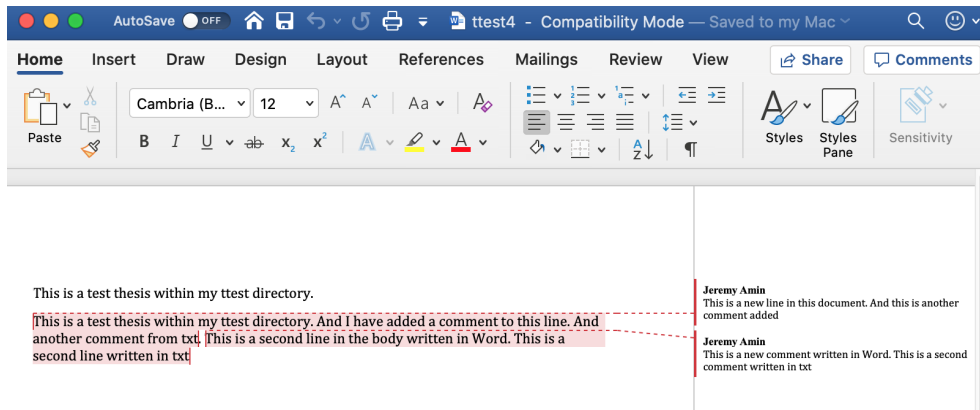 AutoSave OFF ttest4 - Compatibility Mode — Saved to my Mac
Home Insert Draw Design Layout References Mailings Review View Share Comments
Paste Cambria (B... 12 A A Aa A Styles Styles Pane Sensitivity
B I U ab x2 x2 A A A Z
This is a test thesis within my ttest directory.
This is a test thesis within my ttest directory. And I have added a comment to this line. And
another comment from txt. This is a second line in the body written in Word. This is a
second line written in txt
Jeremy Amin
This is a new line in this document. And this is another
comment added
Jeremy Amin
This is a new comment written in Word. This is a second
comment written in txt